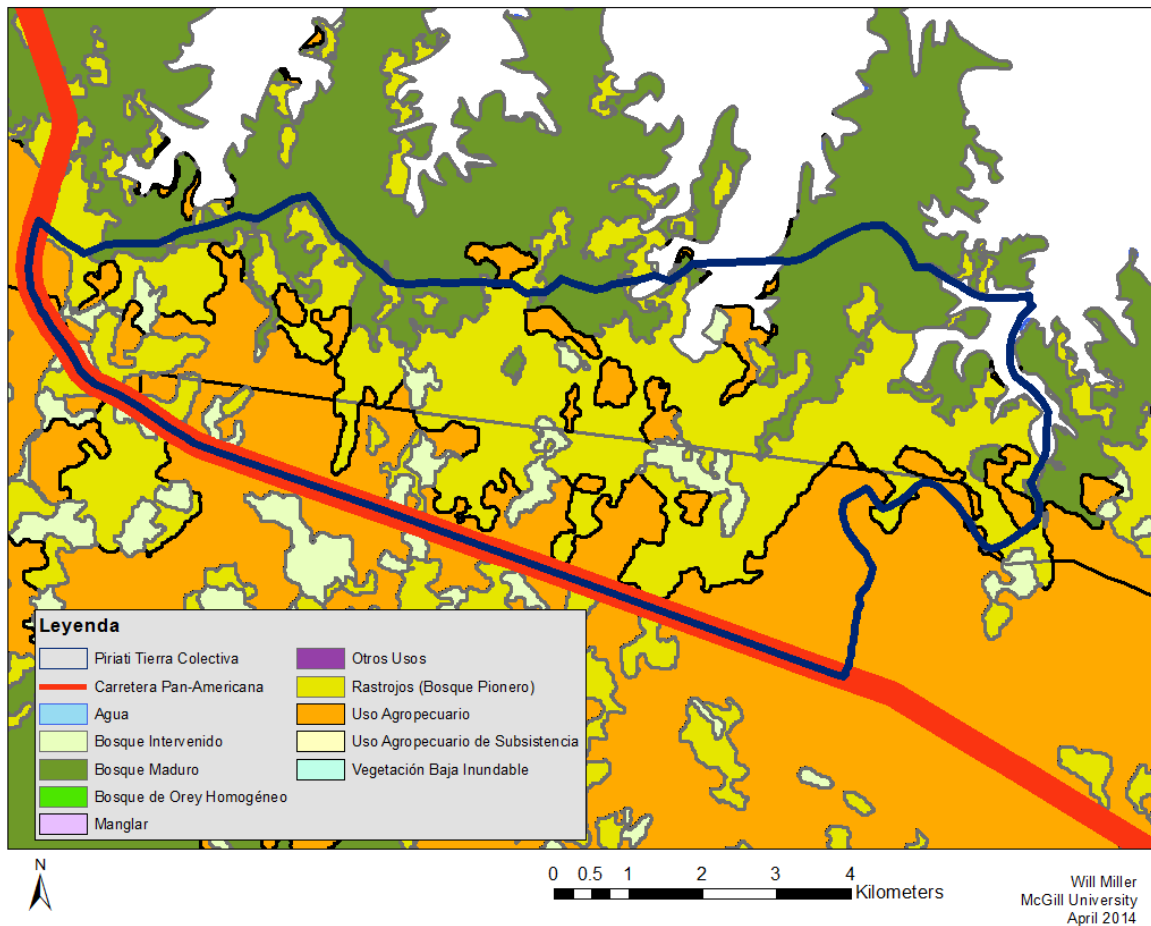 Leyenda
Piriati Tierra Colectiva
Carretera Pan-Americana
Agua
Bosque Intervenido
Bosque Maduro
Bosque de Orey Homogéneo
Manglar
Otros Usos
Rastrojos (Bosque Pionero)
Uso Agropecuario
Uso Agropecuario de Subsistencia
Vegetación Baja Inundable
N
0 0.5 1 2 3 4
Kilometers
Will Miller
McGill University
April 2014